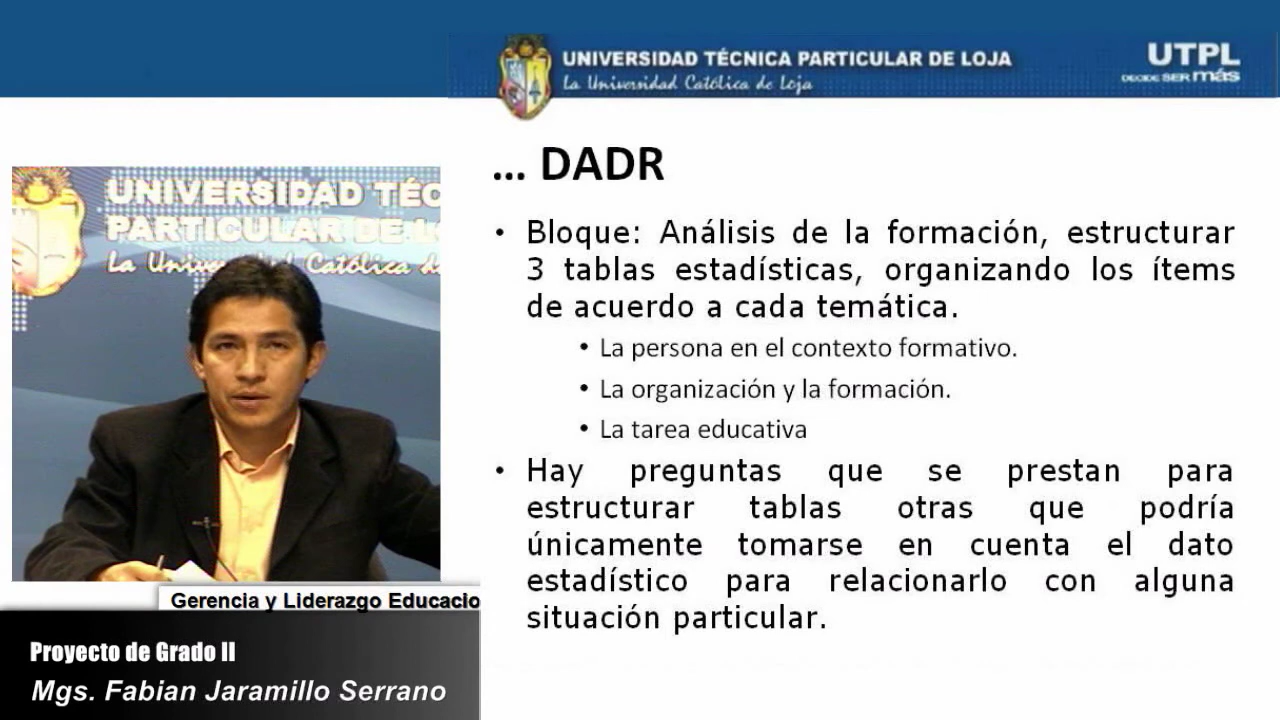 UNIVERSIDAD TÉCNICA PARTICULAR DE LOJA
La Universidad Católica de Loja
UTPL
DECIDE SER más
... DADR
• Bloque: Análisis de la formación, estructurar
3 tablas estadísticas, organizando los ítems
de acuerdo a cada temática.
• La persona en el contexto formativo.
• La organización y la formación.
• La tarea educativa
• Hay preguntas que se prestan para
estructurar tablas otras que podría
únicamente tomarse en cuenta el dato
estadístico para relacionarlo con alguna
situación particular.
UNIVERSIDAD TÉC
PARTICULAR DE L
La Unive Católica d
Gerencia y Liderazgo Educacio
Proyecto de Grado II
Mgs. Fabian Jaramillo Serrano